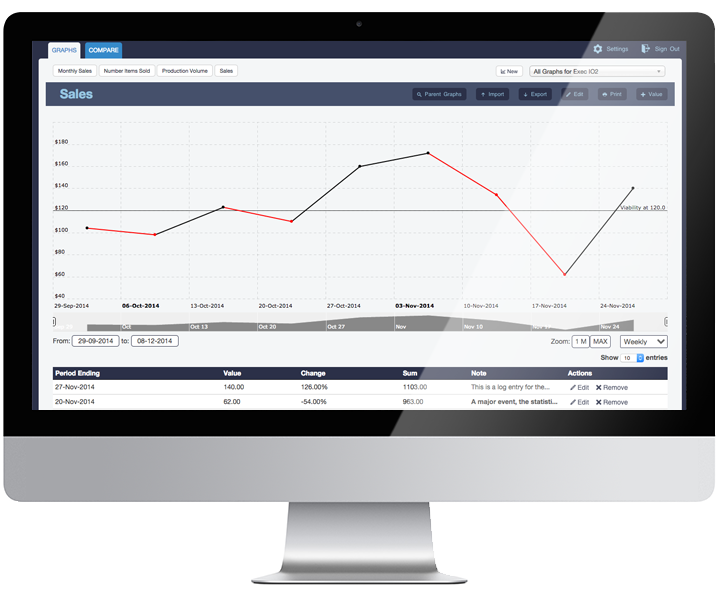 GRAPHS COMPARE Settings Sign Out
Monthly Sales Number Items Sold Production Volume Sales New All Graphs for Exec IO2
Sales Parent Graphs Import Export Edit Print Value
$180
$160
$140
$120 Viability at 120.0
$100
$80
$60
$40
29-Sep-2014 06-Oct-2014 13-Oct-2014 20-Oct-2014 27-Oct-2014 03-Nov-2014 10-Nov-2014 17-Nov-2014 24-Nov-2014
Oct Oct 13 Oct 20 Oct 27 Nov Nov 10 Nov 24
From: 29-09-2014 to: 08-12-2014 Zoom: 1 M MAX Weekly
Show 10 entries
Period Ending Value Change Sum Note Actions
27-Nov-2014 140.00 126.00% 1103.00 This is a log entry for the... Edit Remove
20-Nov-2014 62.00 -54.00% 963.00 A major event, the statisti... Edit Remove